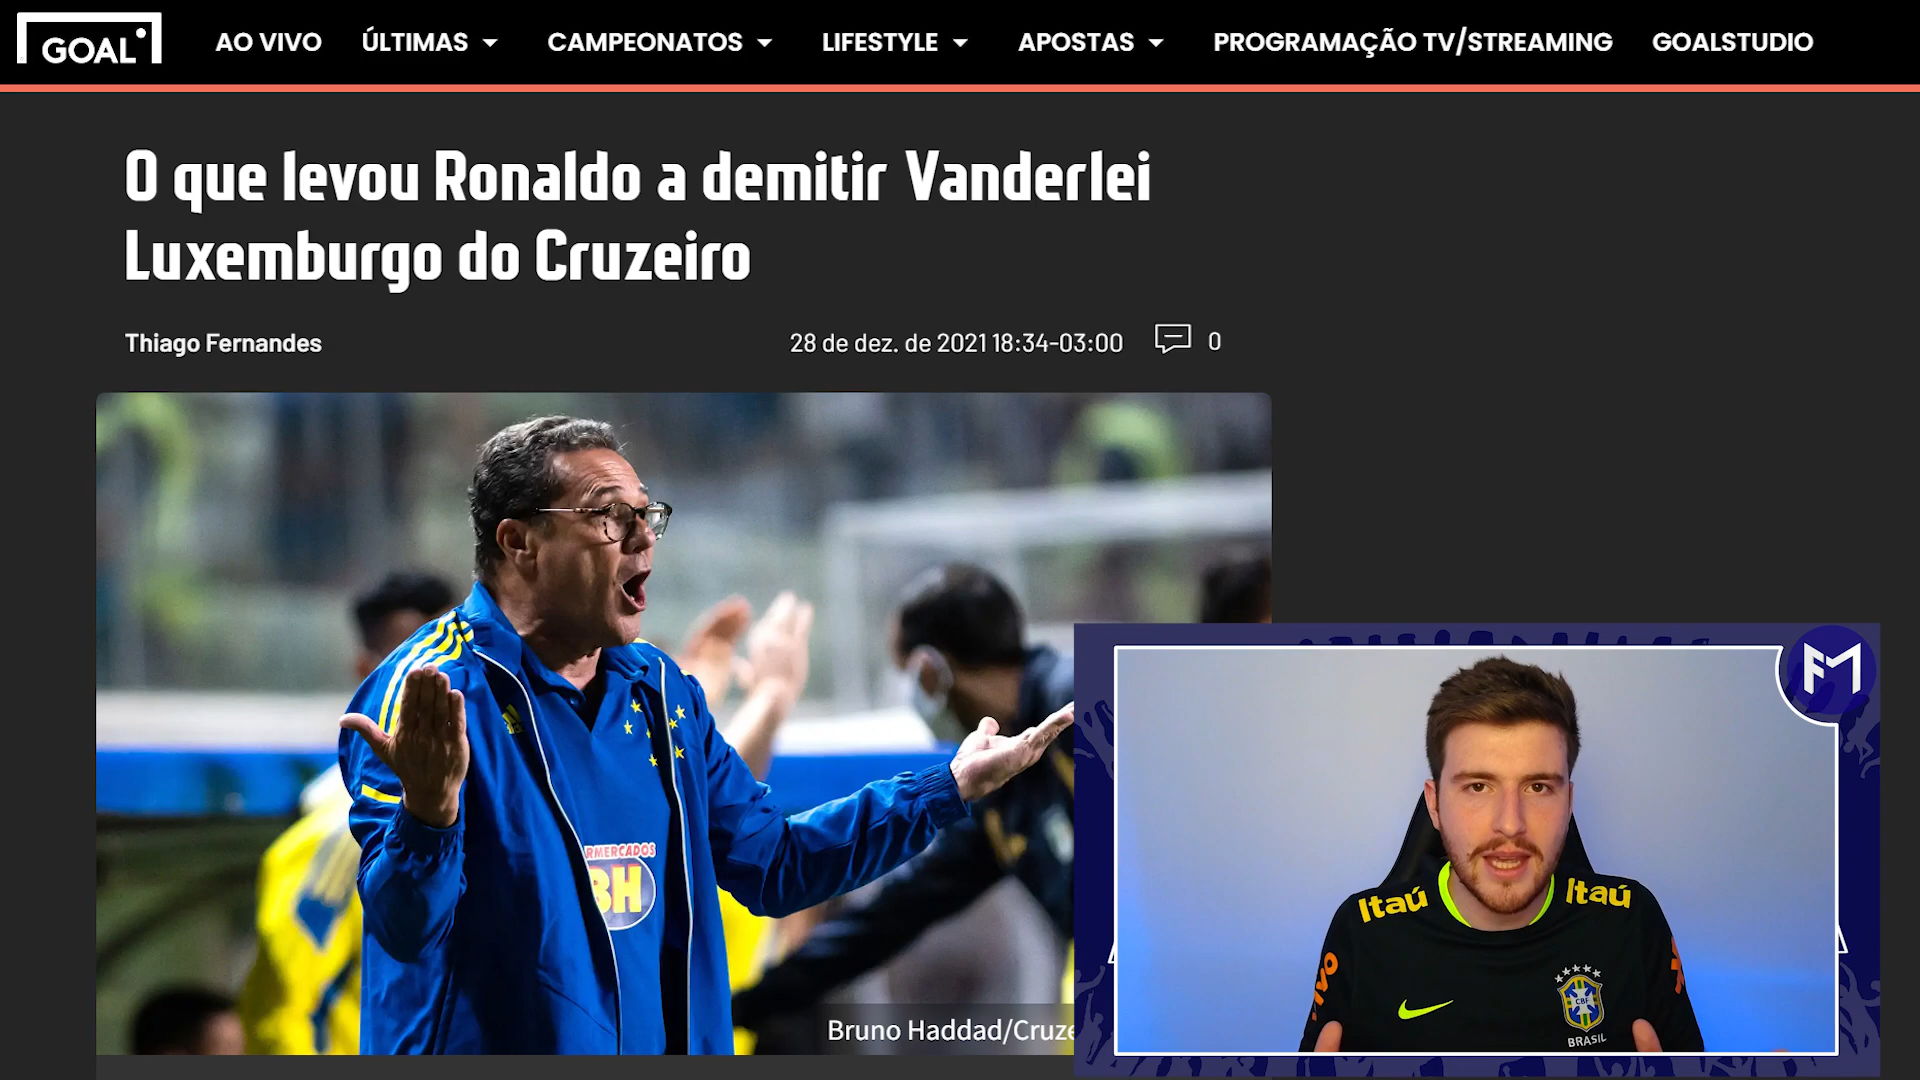 GOAL
AO VIVO
ÚLTIMAS
CAMPEONATOS
LIFESTYLE
APOSTAS
PROGRAMAÇÃO TV/STREAMING
GOALSTUDIO
O que levou Ronaldo a demitir Vanderlei
Luxemburgo do Cruzeiro
Thiago Fernandes
28 de dez. de 2021 18:34-03:00
0
RMERCADOS
BH
Bruno Haddad/Cruze
FM
Itaú
Itaú
CBF
BRASIL